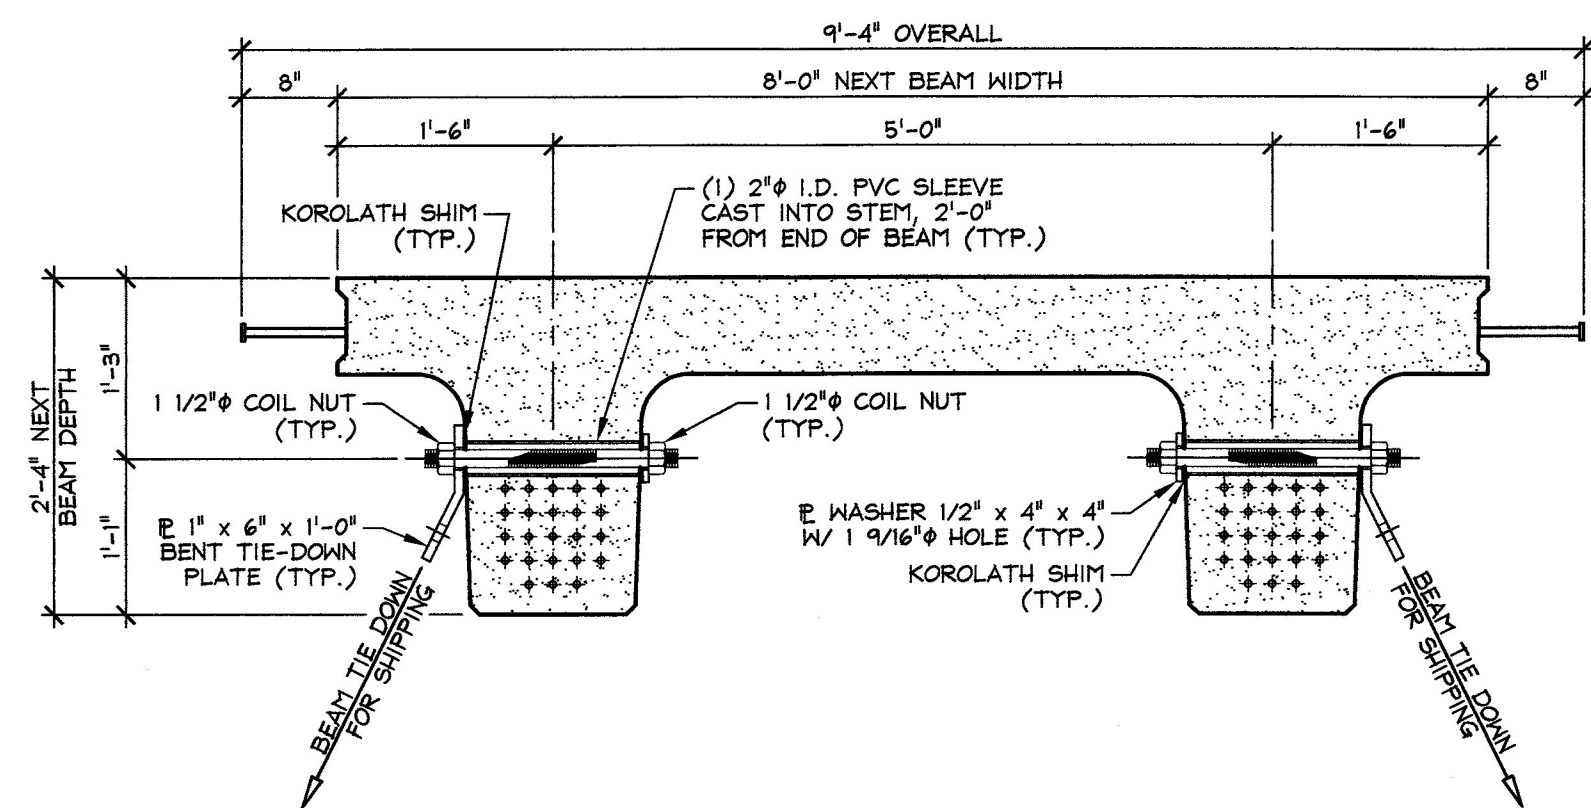 9'-4" OVERALL
8"
8'-0" NEXT BEAM WIDTH
8"
1'-6"
5'-0"
1'-6"
KOROLATH SHIM
(TYP.)
(1) 2"ϕ I.D. PVC SLEEVE
CAST INTO STEM, 2'-0"
FROM END OF BEAM (TYP.)
2'-4" NEXT
BEAM DEPTH
1'-3"
1'-1"
1 1/2"ϕ COIL NUT
(TYP.)
1 1/2"ϕ COIL NUT
(TYP.)
PL 1" x 6" x 1'-0"
BENT TIE-DOWN
PLATE (TYP.)
PL WASHER 1/2" x 4" x 4"
W/ 1 9/16"ϕ HOLE (TYP.)
KOROLATH SHIM
(TYP.)
BEAM TIE DOWN
FOR SHIPPING
BEAM TIE DOWN
FOR SHIPPING